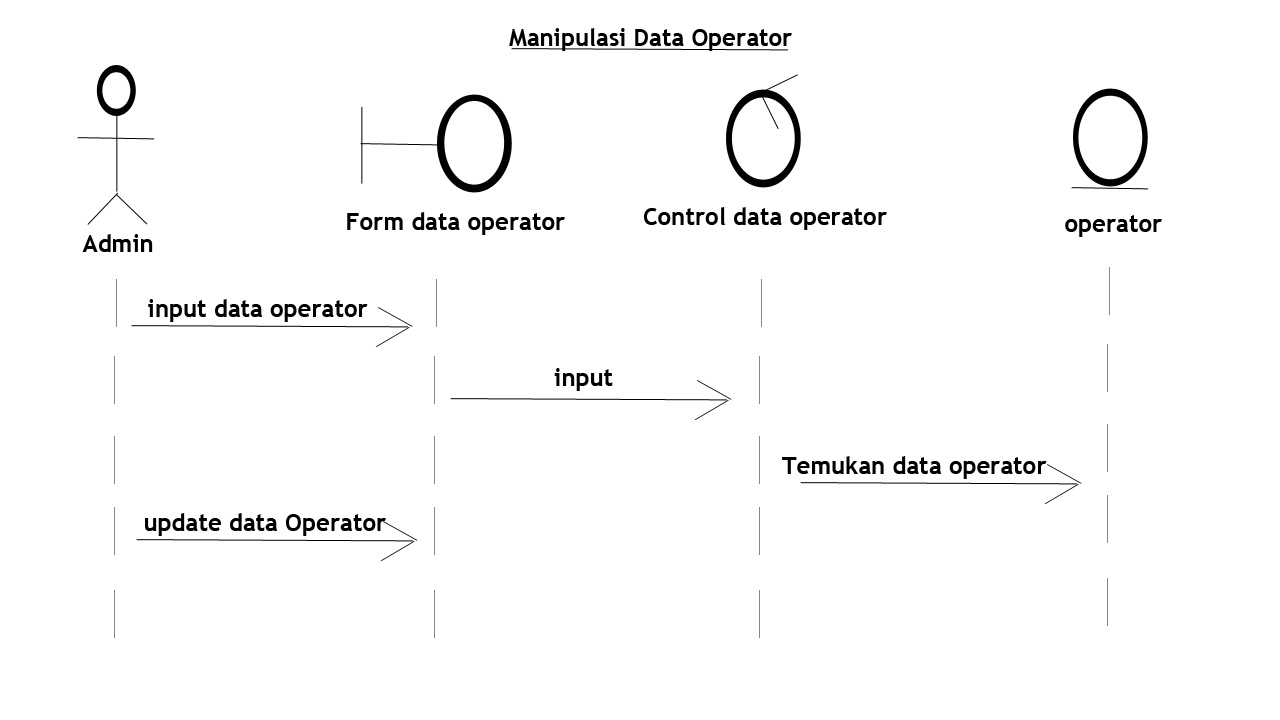 Manipulasi Data Operator
Admin
Form data operator
Control data operator
operator
input data operator
input
Temukan data operator
update data Operator